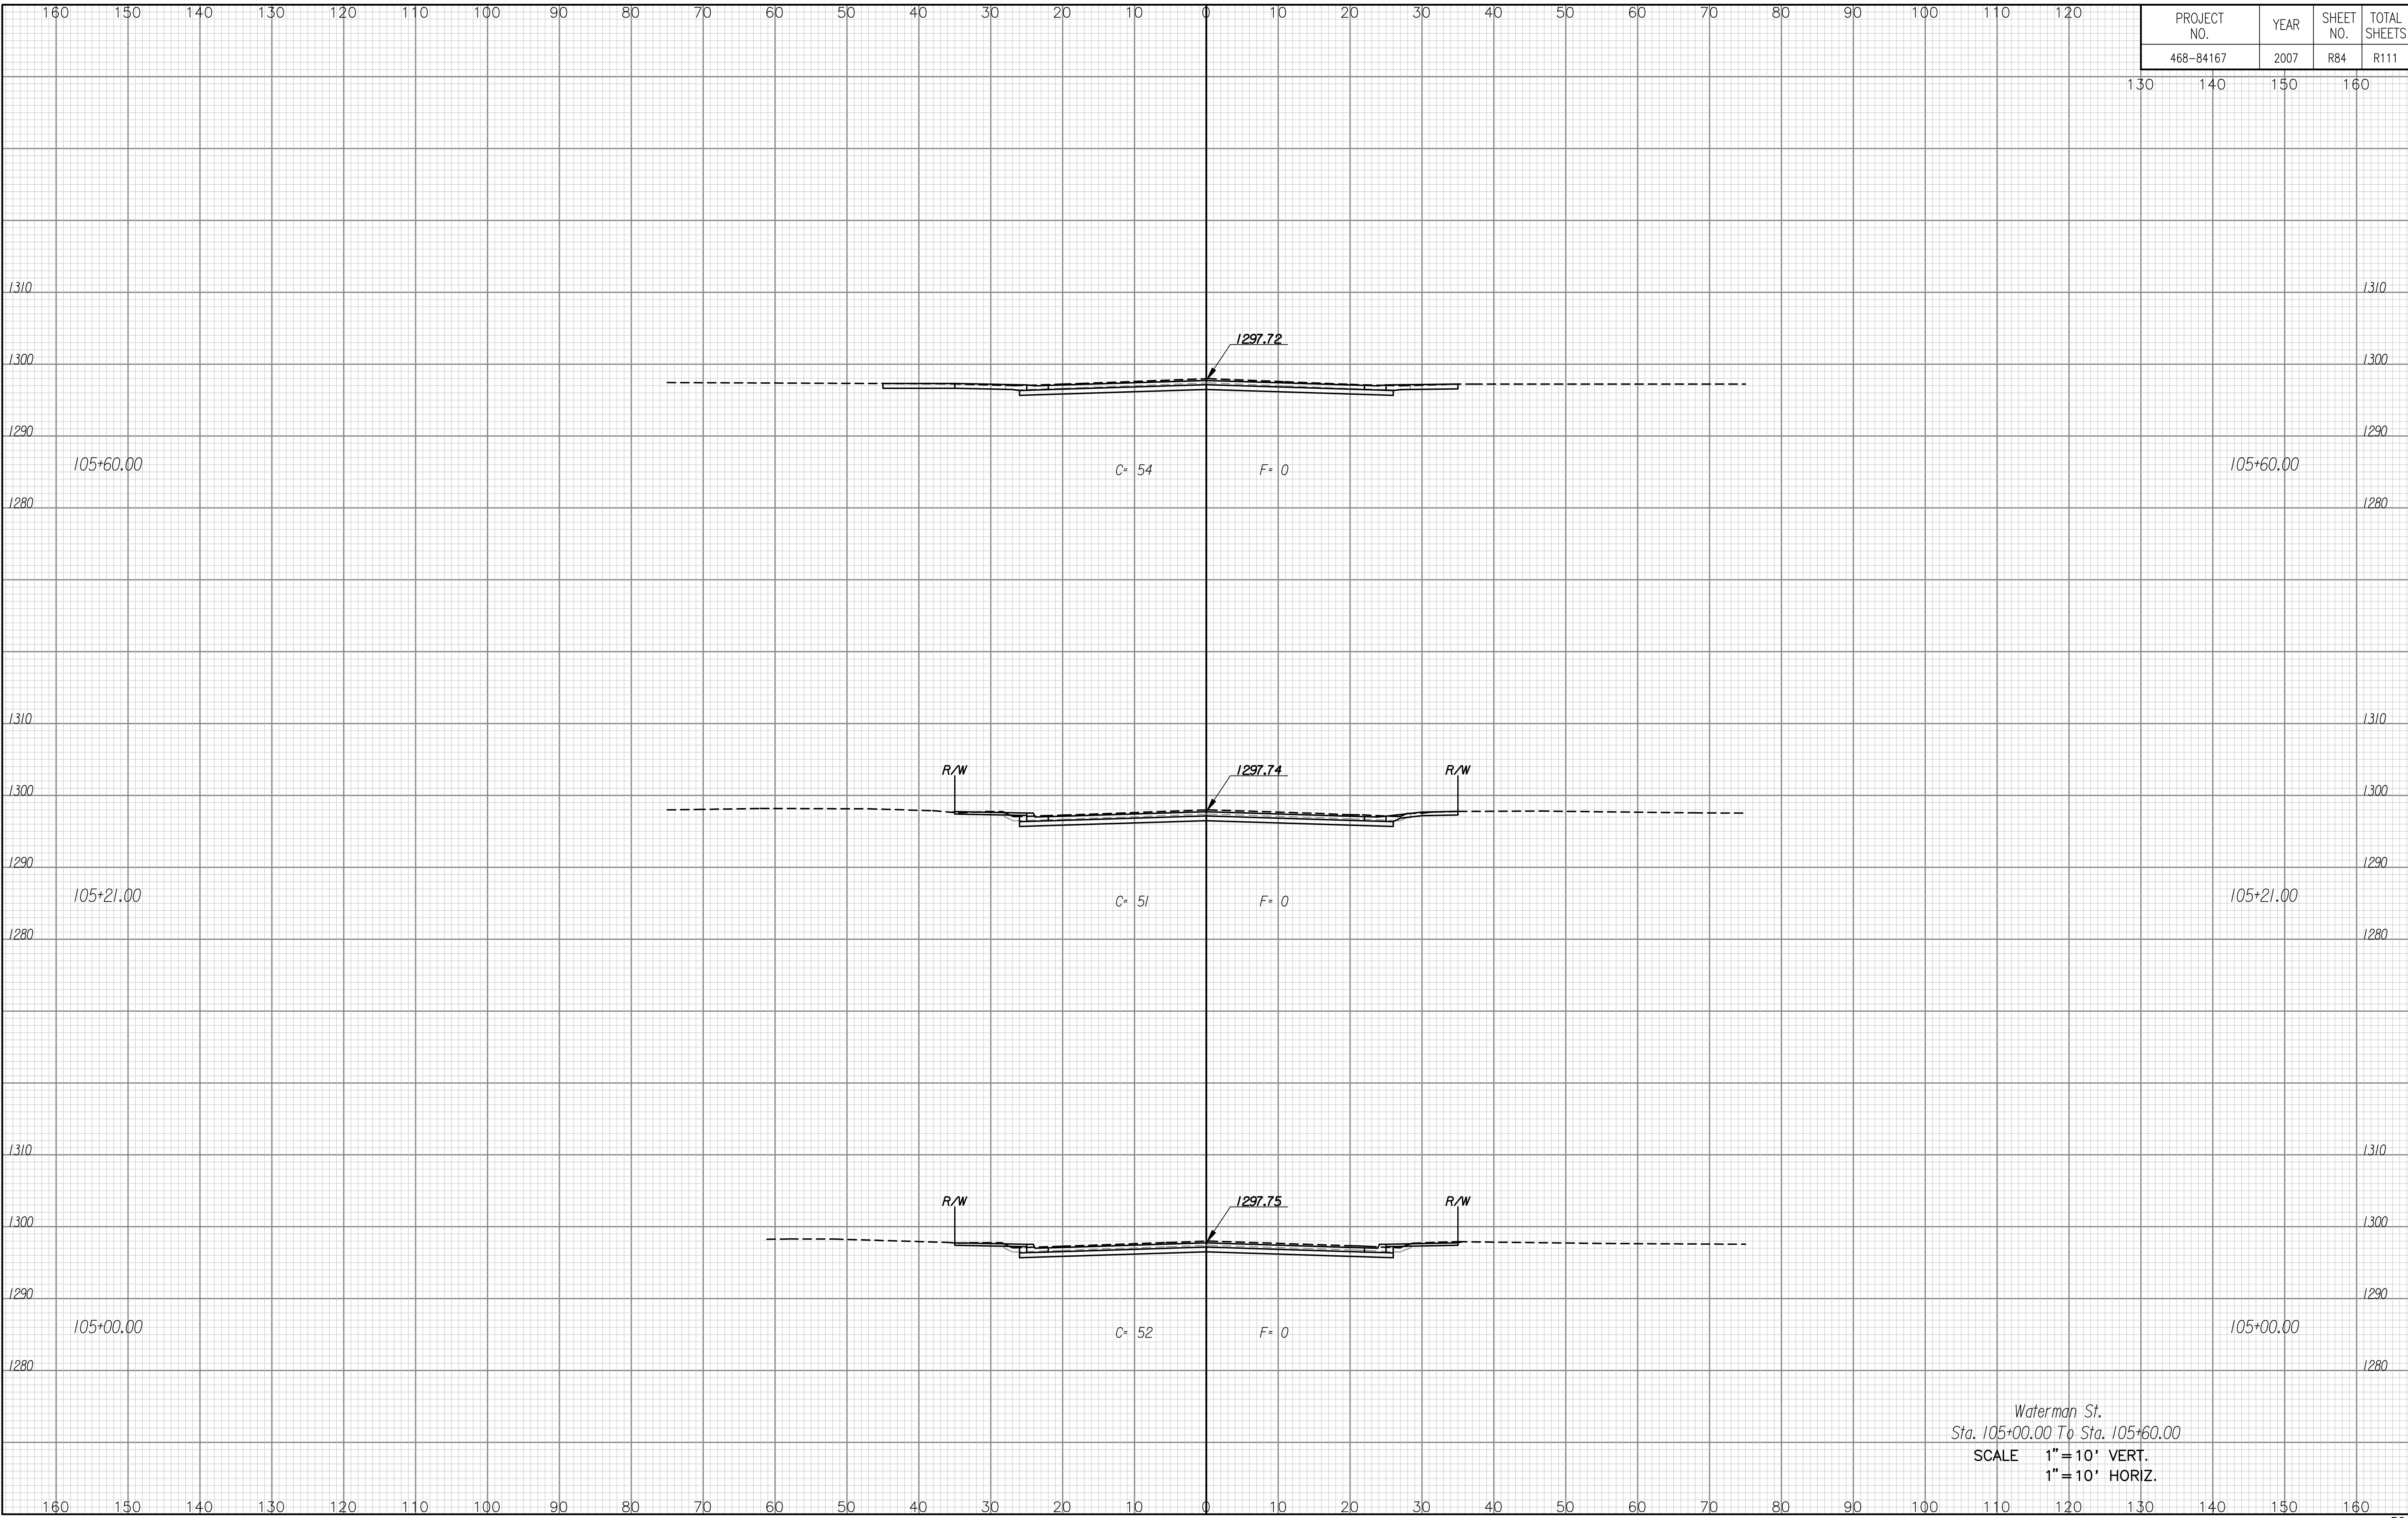 160 150 140 130 120 110 100 90 80 70 60 50 40 30 20 10 0 10 20 30 40 50 60 70 80 90 100 110 120
PROJECT NO. YEAR SHEET NO. TOTAL SHEETS
468-84167 2007 R84 R111
130 140 150 160
1310 1310
1297.72
1300 1300
1290 1290
105+60.00 C= 54 F= 0 105+60.00
1280 1280
1310 1310
R/W 1297.74 R/W
1300 1300
1290 1290
105+21.00 C= 51 F= 0 105+21.00
1280 1280
1310 1310
R/W 1297.75 R/W
1300 1300
1290 1290
105+00.00 C= 52 F= 0 105+00.00
1280 1280
Waterman St.
Sta. 105+00.00 To Sta. 105+60.00
SCALE 1"=10' VERT.
1"=10' HORIZ.
160 150 140 130 120 110 100 90 80 70 60 50 40 30 20 10 0 10 20 30 40 50 60 70 80 90 100 110 120 130 140 150 160